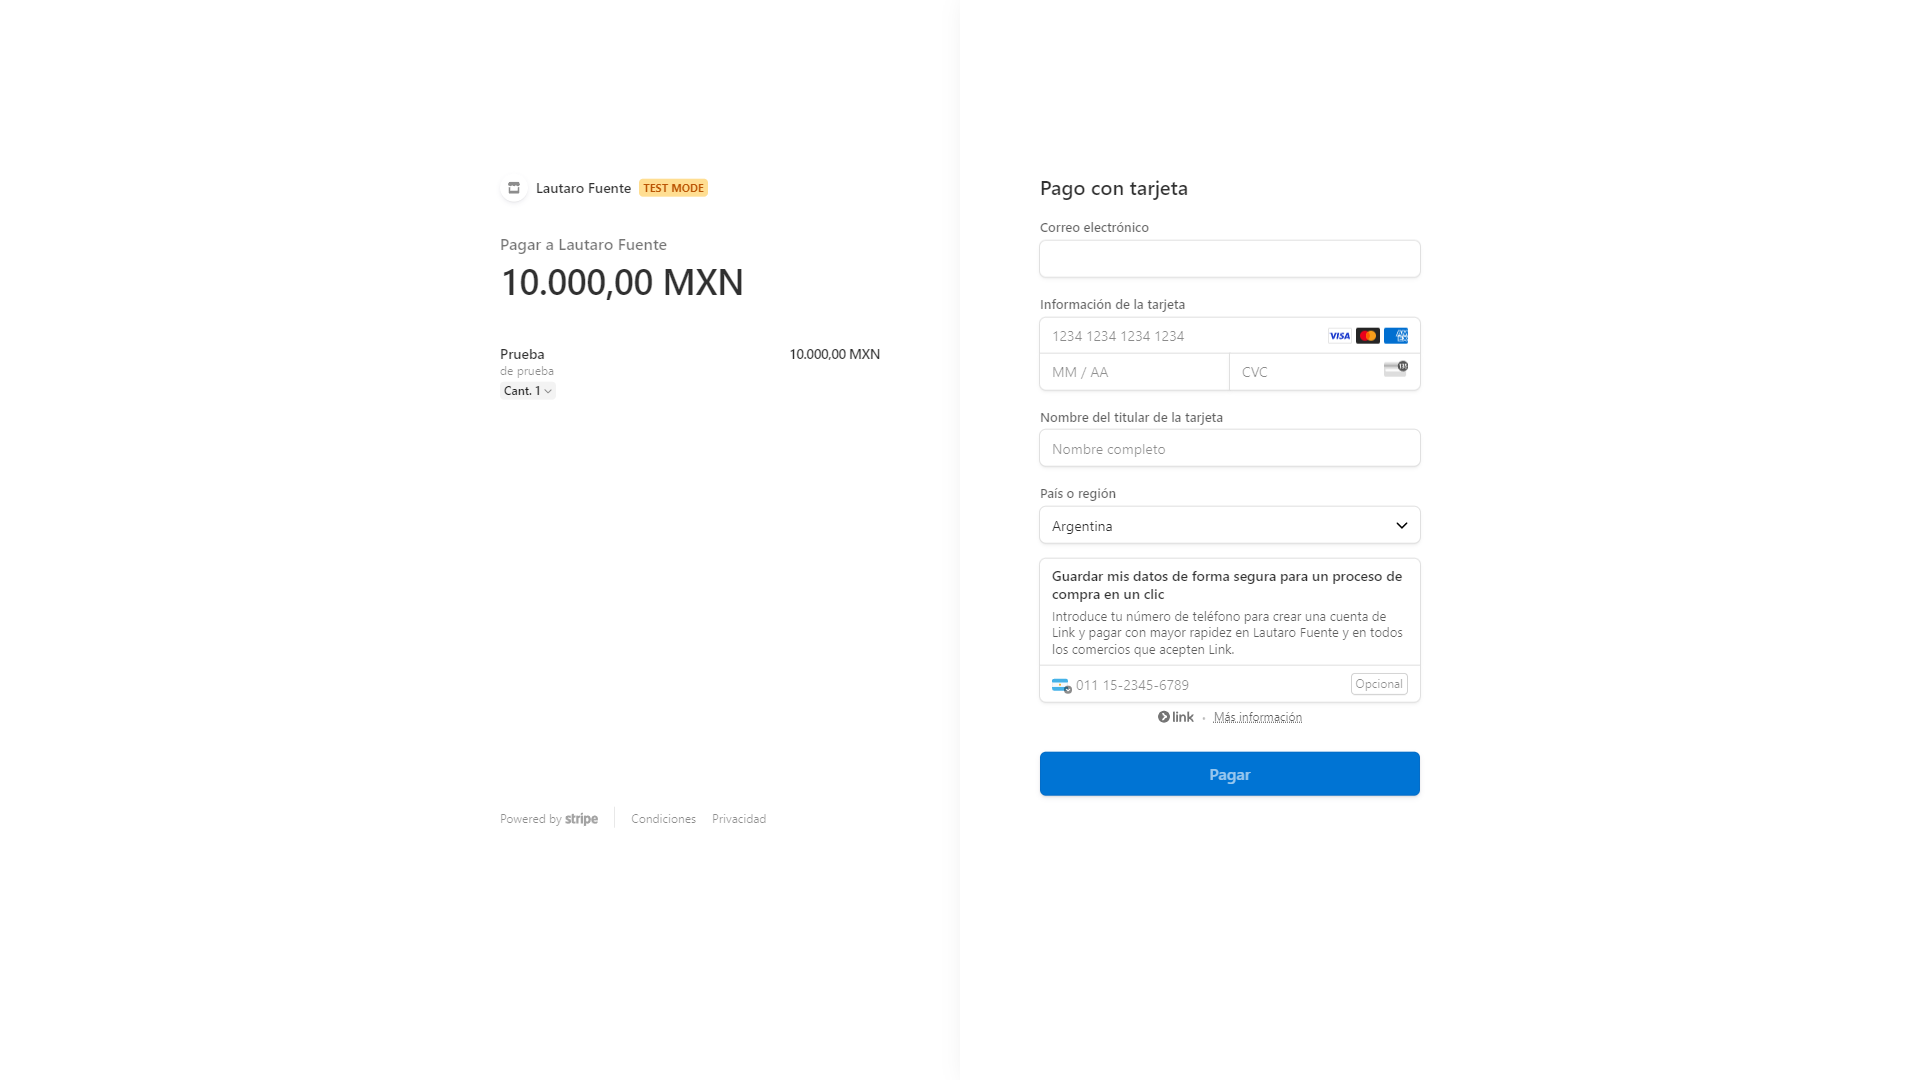 Lautaro Fuente TEST MODE
Pagar a Lautaro Fuente
10.000,00 MXN
Prueba 10.000,00 MXN
de prueba
Cant. 1
Powered by stripe Condiciones Privacidad
Pago con tarjeta
Correo electrónico
Información de la tarjeta
1234 1234 1234 1234 VISA AM EX
MM / AA CVC
Nombre del titular de la tarjeta
Nombre completo
País o región
Argentina
Guardar mis datos de forma segura para un proceso de
compra en un clic
Introduce tu número de teléfono para crear una cuenta de
Link y pagar con mayor rapidez en Lautaro Fuente y en todos
los comercios que acepten Link.
011 15-2345-6789 Opcional
link · Más información
Pagar